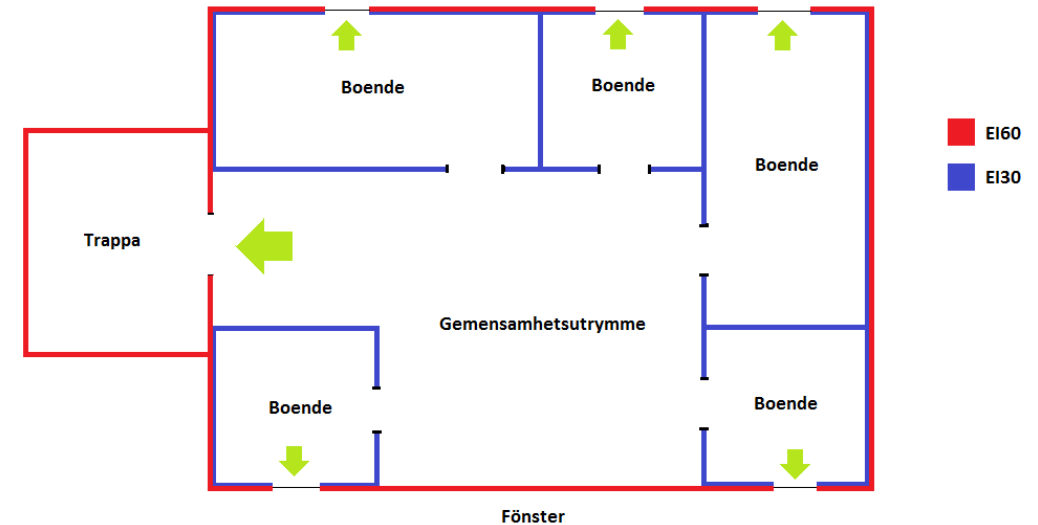 Boende
Boende
EI60
Boende
EI30
Trappa
Gemensamhetsutrymme
Boende
Boende
Fönster